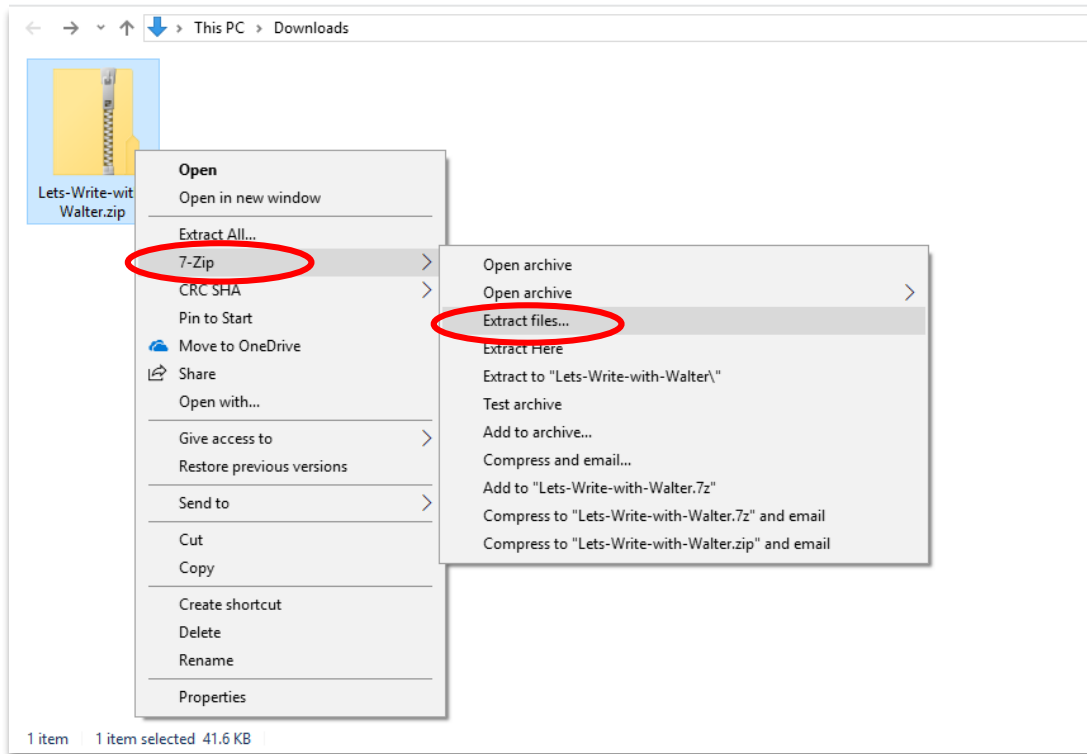 This PC > Downloads
Lets-Write-wit
Walter.zip
Open
Open in new window
Extract All...
7-Zip
CRC SHA
Pin to Start
Move to OneDrive
Share
Open with...
Give access to
Restore previous versions
Send to
Cut
Copy
Create shortcut
Delete
Rename
Properties
Open archive
Open archive
Extract files...
Extract Here
Extract to "Lets-Write-with-Walter\"
Test archive
Add to archive...
Compress and email...
Add to "Lets-Write-with-Walter.7z"
Compress to "Lets-Write-with-Walter.7z" and email
Compress to "Lets-Write-with-Walter.zip" and email
1 item 1 item selected 41.6 KB